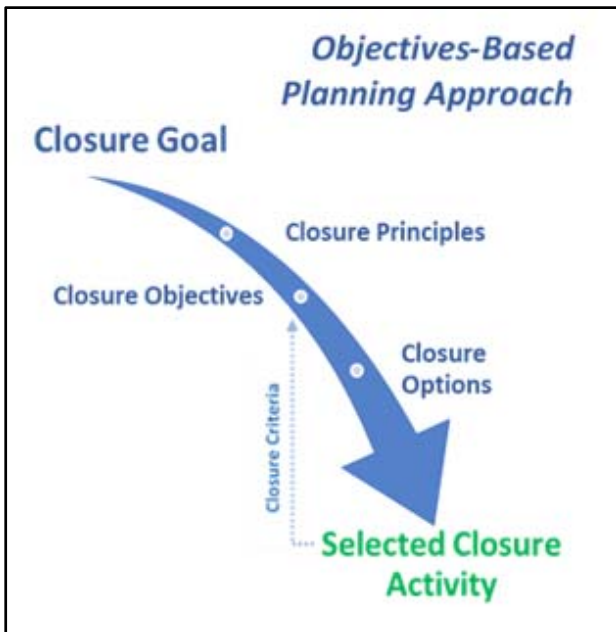 Objectives-Based
Planning Approach
Closure Goal
Closure Principles
Closure Objectives
Closure
Options
Closure Criteria
Selected Closure
Activity